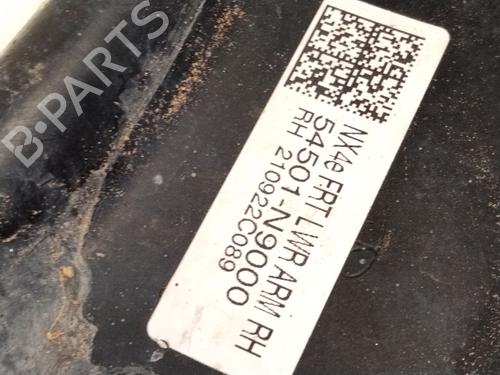 B-PARTS
NX4e FRT LWR ARM RH
54501-N9000
RH 210922C089